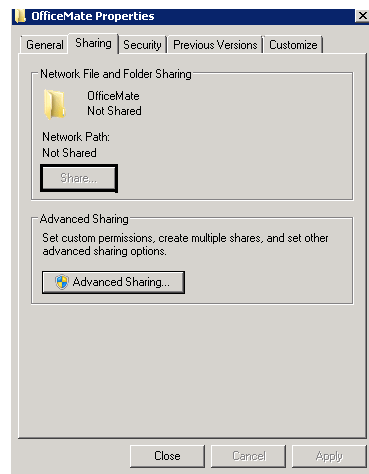 OfficeMate Properties
General Sharing Security Previous Versions Customize
Network File and Folder Sharing
OfficeMate
Not Shared
Network Path:
Not Shared
Share...
Advanced Sharing
Set custom permissions, create multiple shares, and set other
advanced sharing options.
Advanced Sharing...
Close Cancel Apply